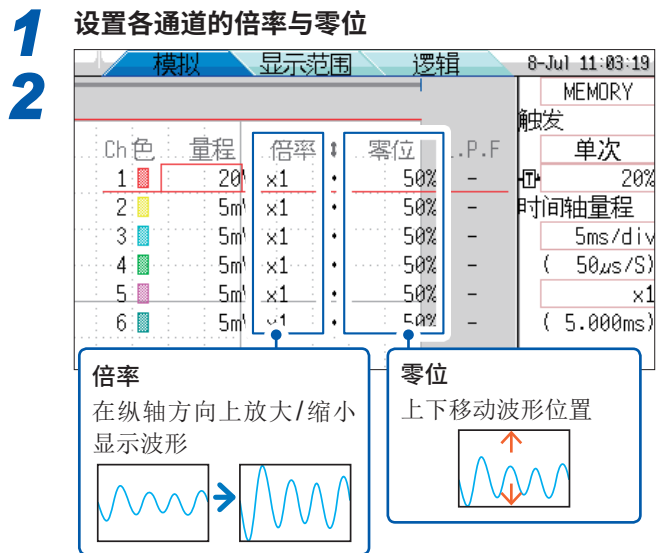 1 设置各通道的倍率与零位
2
模拟 显示范围 逻辑 8-Jul 11:03:19
MEMORY
触发
Ch 色 量程 倍率 零位 .P.F 单次
1 20 x1 50% - 20%
2 5m x1 50% - 时间轴量程
3 5m x1 50% - 5ms/div
4 5m x1 50% - ( 50μs/S)
5 5m x1 50% - x1
6 5m x1 50% - ( 5.000ms)
倍率
在纵轴方向上放大/缩小
显示波形
零位
上下移动波形位置